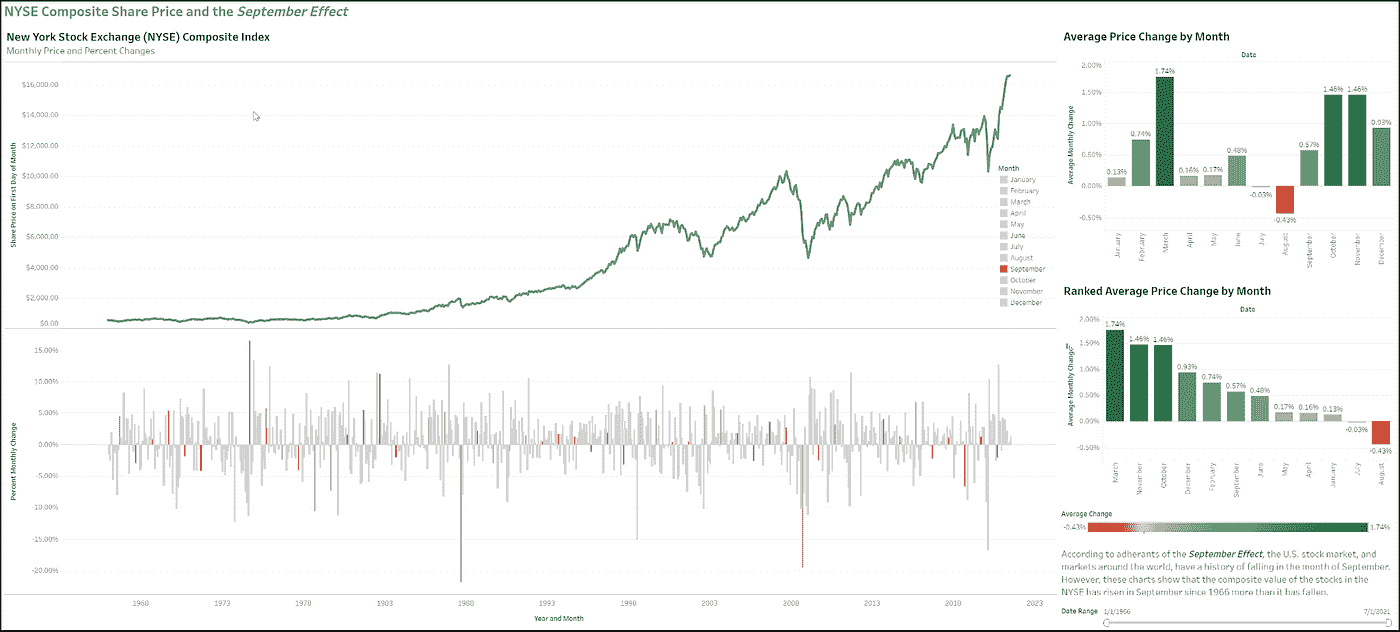 NYSE Composite Share Price and the September Effect
New York Stock Exchange (NYSE) Composite Index
Monthly Price and Percent Changes
Share Price on First Day of Month
$16,000.00
$14,000.00
$12,000.00
$10,000.00
$8,000.00
$6,000.00
$4,000.00
$2,000.00
$0.00
Month
January
February
March
April
May
June
July
August
September
October
November
December
Percent Monthly Change
15.00%
10.00%
5.00%
0.00%
-5.00%
-10.00%
-15.00%
-20.00%
1968 1973 1978 1983 1988 1993 1998 2003 2008 2013 2019 2023
Year and Month
Average Price Change by Month
Date
Average Monthly Change
2.00%
1.50%
1.00%
0.50%
0.00%
-0.50%
0.13% 0.74% 1.74% 0.16% 0.17% 0.48% -0.03% -0.43% 0.57% 1.46% 1.46% 0.93%
January February March April May June July August September October November December
Ranked Average Price Change by Month
Date
Average Monthly Change
2.00%
1.50%
1.00%
0.50%
0.00%
-0.50%
1.74% 1.46% 1.46% 0.93% 0.74% 0.57% 0.48% 0.17% 0.16% 0.13% -0.03% -0.43%
March November October December February September June May April January July August
Average Change
-0.43% 1.74%
According to adherants of the September Effect, the U.S. stock market, and
markets around the world, have a history of falling in the month of September.
However, these charts show that the composite value of the stocks in the
NYSE has risen in September since 1966 more than it has fallen.
Date Range 1/1/1966 7/1/2021